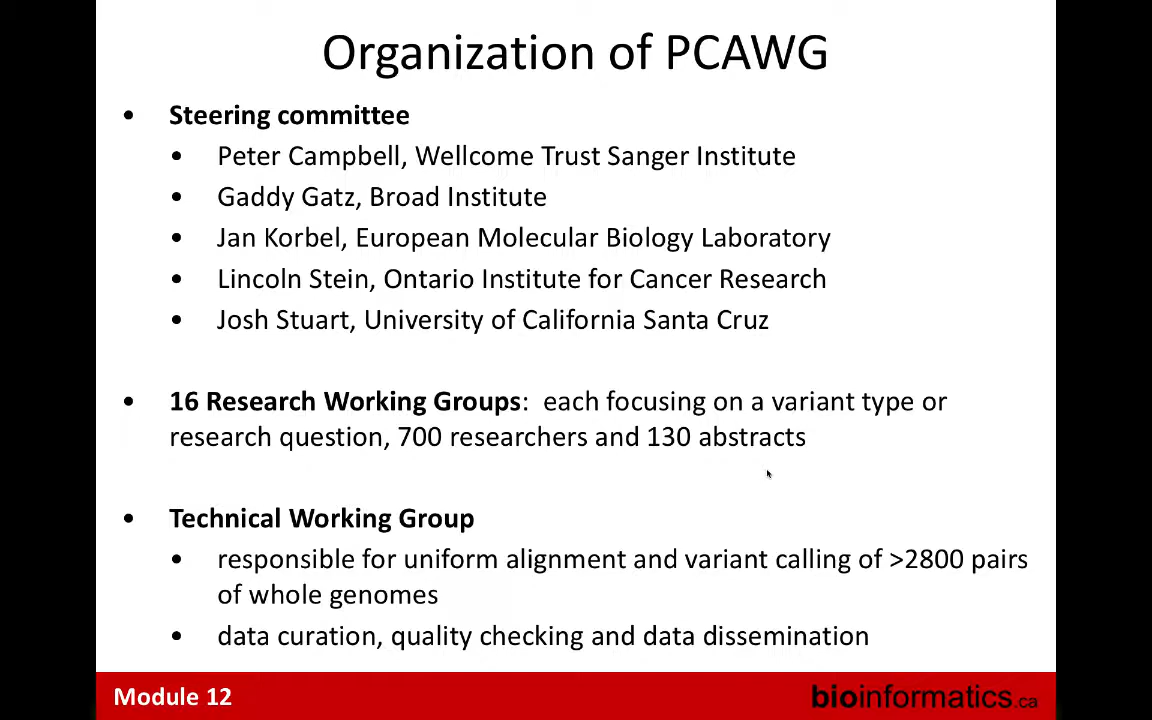 Organization of PCAWG
• Steering committee
• Peter Campbell, Wellcome Trust Sanger Institute
• Gaddy Gatz, Broad Institute
• Jan Korbel, European Molecular Biology Laboratory
• Lincoln Stein, Ontario Institute for Cancer Research
• Josh Stuart, University of California Santa Cruz
• 16 Research Working Groups: each focusing on a variant type or
research question, 700 researchers and 130 abstracts
• Technical Working Group
• responsible for uniform alignment and variant calling of >2800 pairs
of whole genomes
• data curation, quality checking and data dissemination
Module 12
bioinformatics.ca